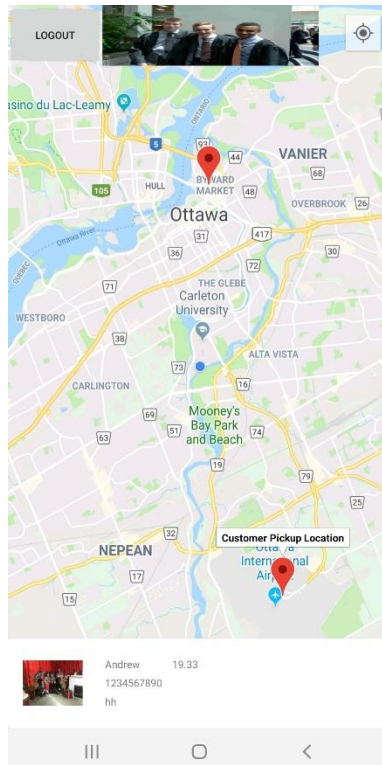 LOGOUT
asino du Lac-Leamy
ONTARIO
5
93
44
VANIER
68
BYWARD
MARKET
105
HULL
48
OVERBROOK
26
Ottawa
Ottawa River
31
417
QUEBEC
36
30
72
71
THE GLEBE
Carleton
University
WESTBORO
38
73
ALTA VISTA
CARLINGTON
16
69
Mooney's
Bay Park
and Beach
63
51
74
19
79
25
32
Customer Pickup Location
NEPEAN
17
15
Andrew 19.33
1234567890
hh